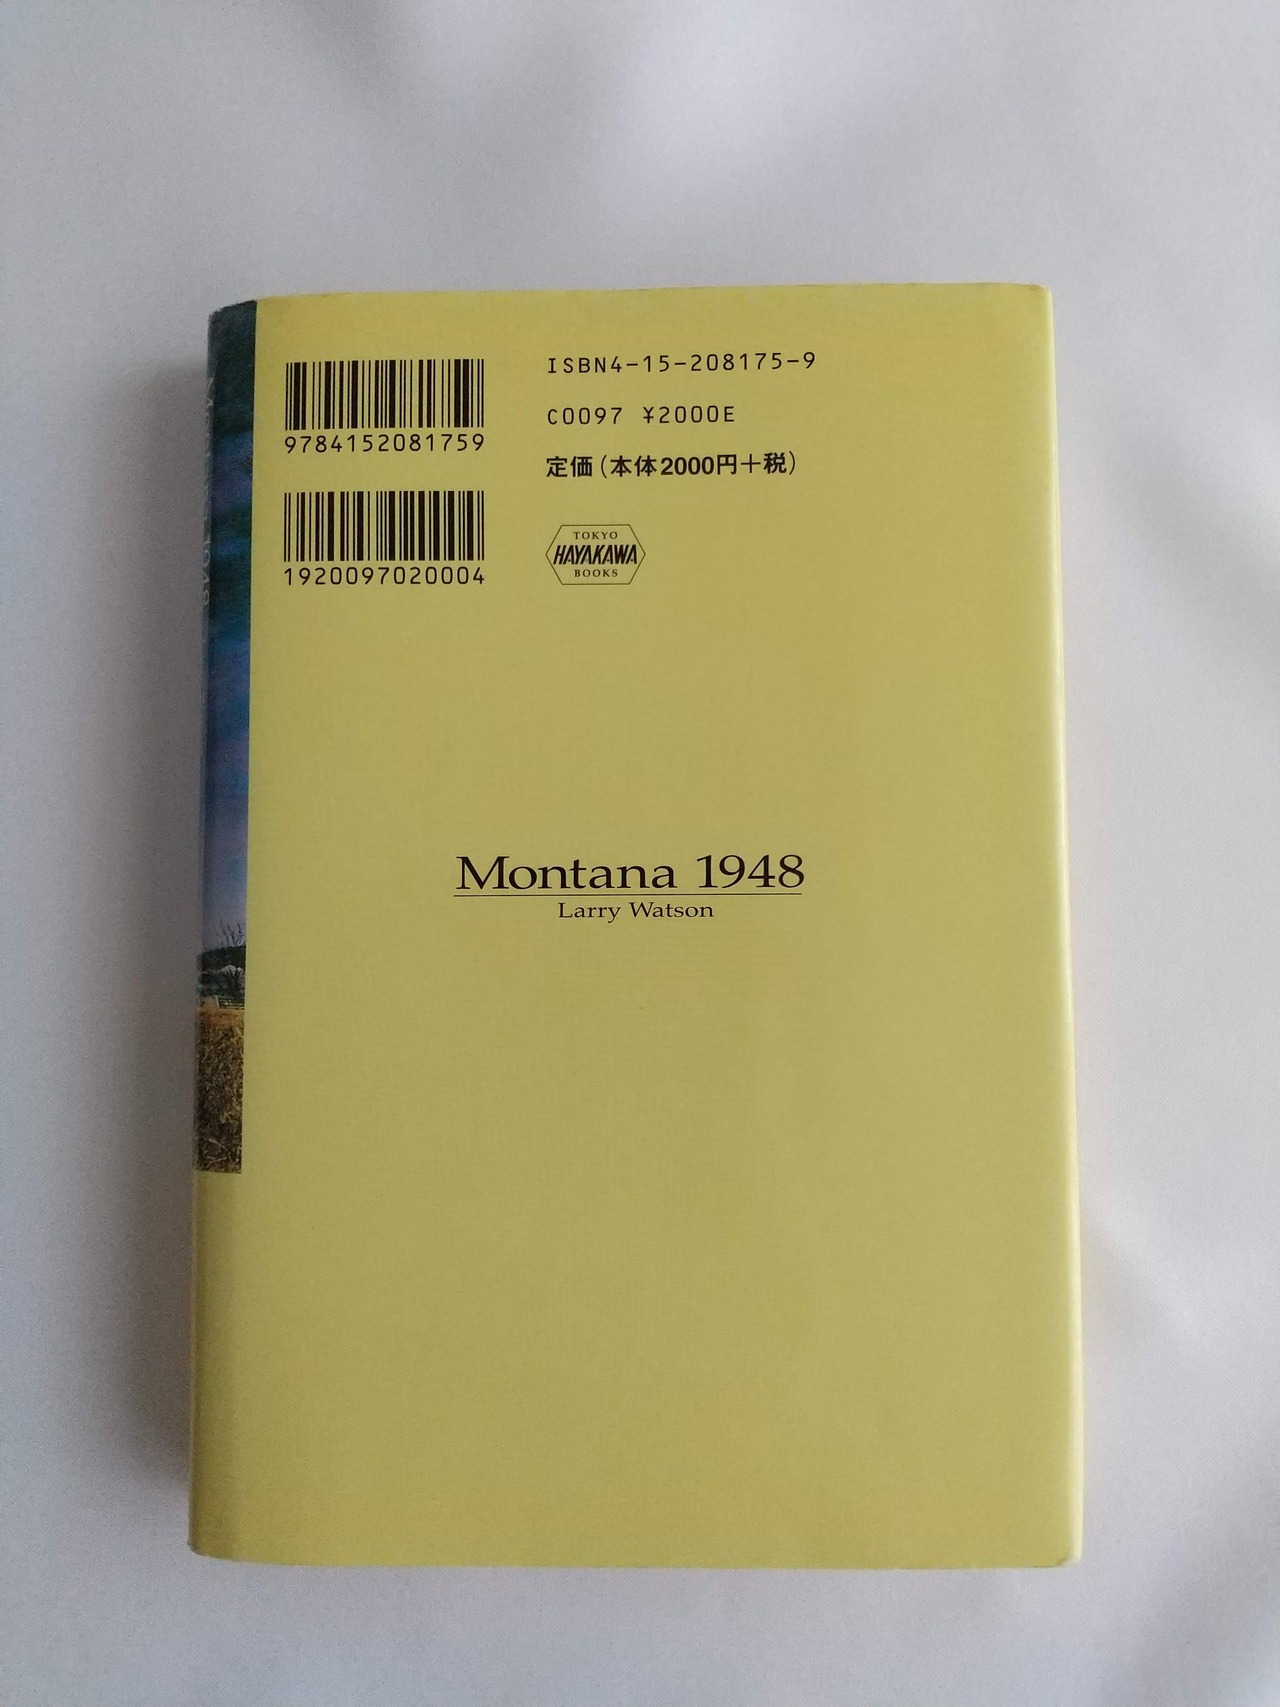 9784152081759
1920097020004
ISBN4-15-208175-9
C0097 ¥2000E
定価(本体2000円+税)
TOKYO
HAYAKAWA
BOOKS
Montana 1948
Larry Watson